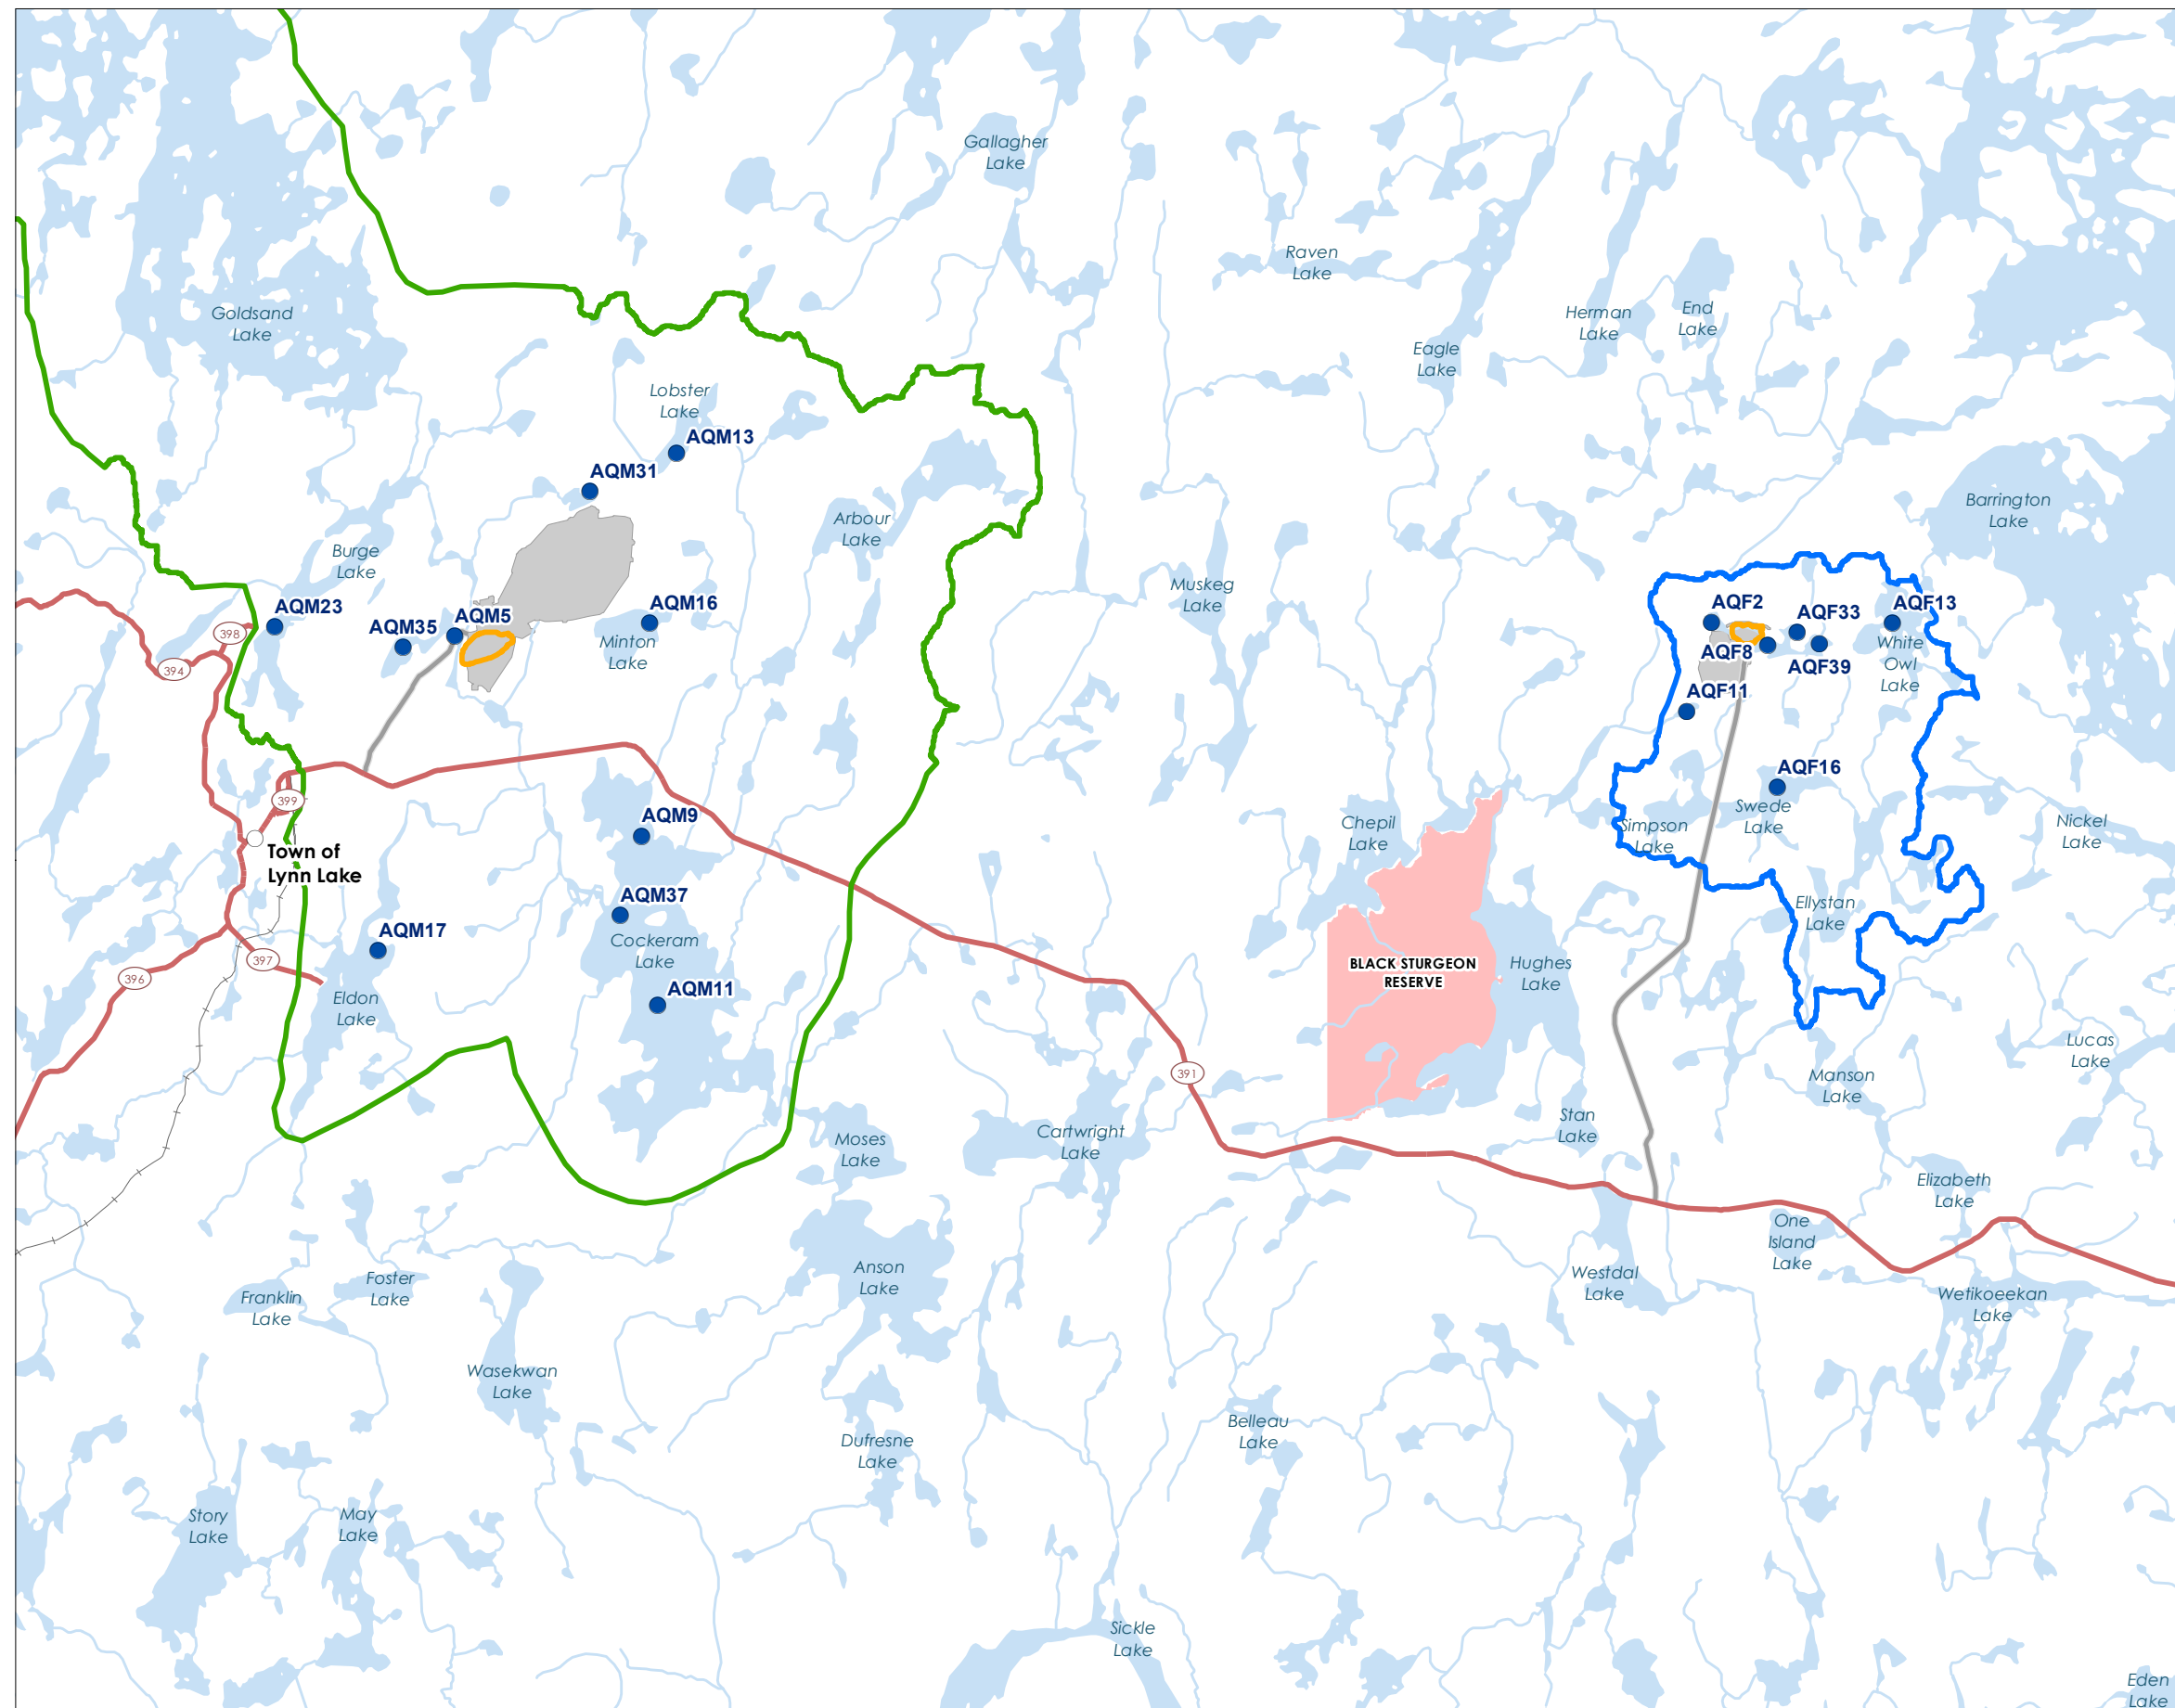 Gallagher
Lake
Raven
Lake
Goldsand
Lake
Herman
Lake
End
Lake
Eagle
Lake
Lobster
Lake
AQM13
AQM31
Arbour
Lake
Barrington
Lake
Burge
Lake
Muskeg
Lake
AQM23
AQM35
AQM5
AQM16
Minton
Lake
398
394
AQF2
AQF33
AQF13
AQF8
AQF39
White
Owl
Lake
AQF11
AQF16
Swede
Lake
Simpson
Lake
Nickel
Lake
Chepil
Lake
399
Town of
Lynn Lake
AQM9
AQM37
Cockeram
Lake
AQM17
AQM11
397
396
Eldon
Lake
BLACK STURGEON
RESERVE
Hughes
Lake
Ellystan
Lake
Lucas
Lake
Manson
Lake
391
Stan
Lake
Moses
Lake
Cartwright
Lake
Elizabeth
Lake
One
Island
Lake
Anson
Lake
Foster
Lake
Franklin
Lake
Westdal
Lake
Wetikoeekan
Lake
Wasekwan
Lake
Belleau
Lake
Dufresne
Lake
Story
Lake
May
Lake
Sickle
Lake
Eden
Lake